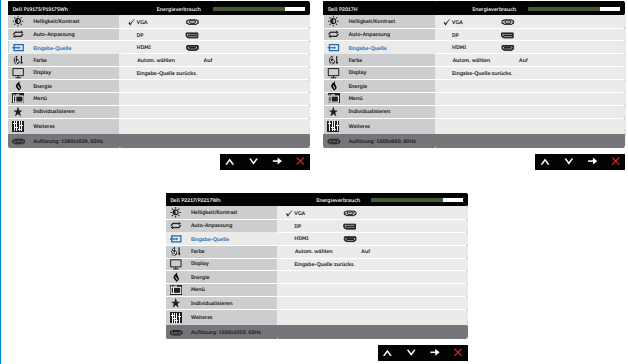 Dell P1917S/P1917SWh Energieverbrauch
Helligkeit/Kontrast VGA
Auto-Anpassung DP
Eingabe-Quelle HDMI
Farbe Autom. wählen Auf
Display Eingabe-Quelle zurücks.
Energie
Menü
Individualisieren
Weiteres
Auflösung: 1280x1024, 60Hz
Dell P2017H Energieverbrauch
Helligkeit/Kontrast VGA
Auto-Anpassung DP
Eingabe-Quelle HDMI
Farbe Autom. wählen Auf
Display Eingabe-Quelle zurücks.
Energie
Menü
Individualisieren
Weiteres
Auflösung: 1600x900, 60Hz
Dell P2217/P2217Wh Energieverbrauch
Helligkeit/Kontrast VGA
Auto-Anpassung DP
Eingabe-Quelle HDMI
Farbe Autom. wählen Auf
Display Eingabe-Quelle zurücks.
Energie
Menü
Individualisieren
Weiteres
Auflösung: 1680x1050, 60Hz